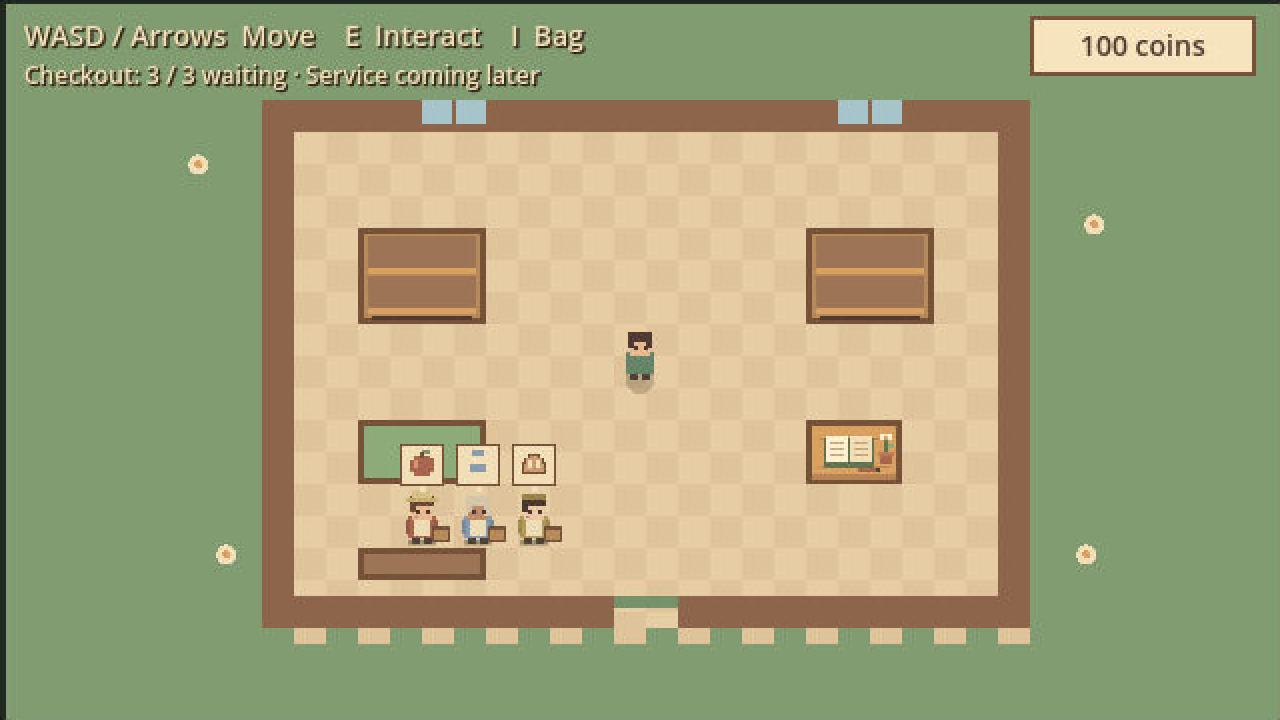 WASD / Arrows  Move    E  Interact    I  Bag
Checkout: 3 / 3 waiting · Service coming later
100 coins